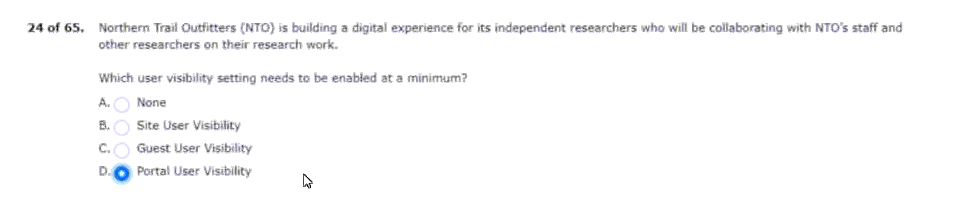 24 of 65. Northern Trail Outfitters (NTO) is building a digital experience for its independent researchers who will be collaborating with NTO's staff and
other researchers on their research work.
Which user visibility setting needs to be enabled at a minimum?
A. None
B. Site User Visibility
C. Guest User Visibility
D. Portal User Visibility